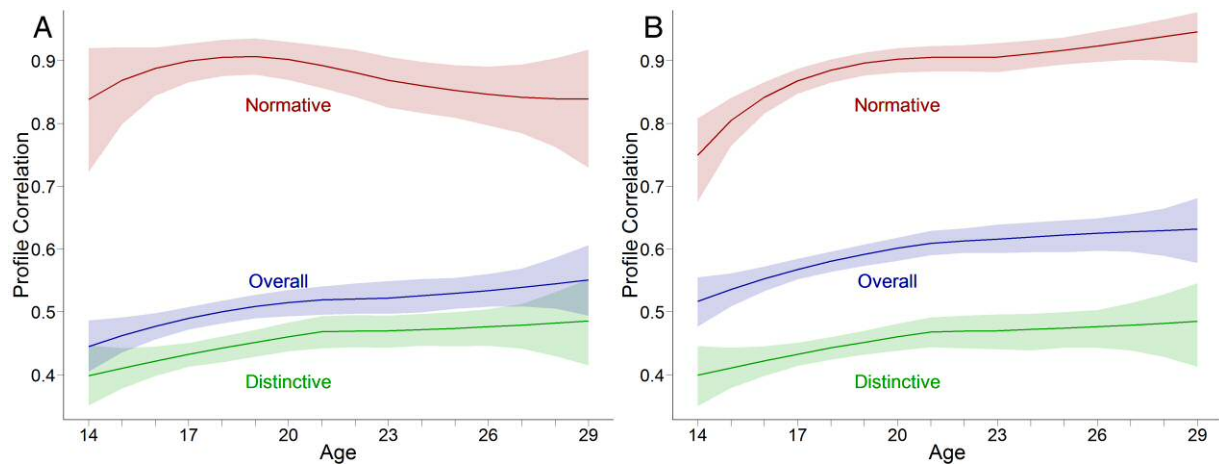 A
Profile Correlation
0.9
0.8
0.7
0.6
0.5
0.4
Normative
Overall
Distinctive
14 17 20 23 26 29
Age
B
Profile Correlation
0.9
0.8
0.7
0.6
0.5
0.4
Normative
Overall
Distinctive
14 17 20 23 26 29
Age